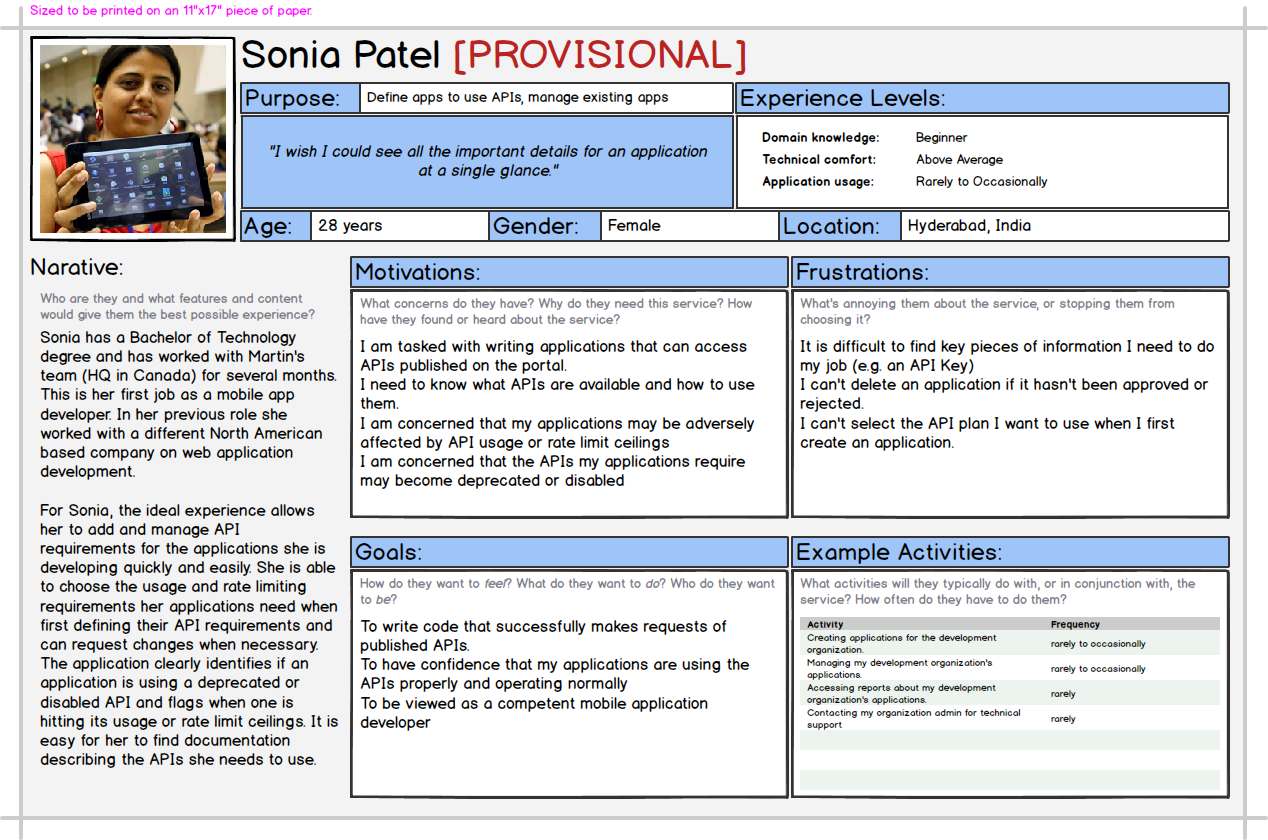 Sized to be printed on an 11"x17" piece of paper.
Sonia Patel [PROVISIONAL]
Purpose:
Define apps to use APIs, manage existing apps
"I wish I could see all the important details for an application
at a single glance."
Experience Levels:
Domain knowledge: Beginner
Technical comfort: Above Average
Application usage: Rarely to Occasionally
Age:
28 years
Gender:
Female
Location:
Hyderabad, India
Narative:
Who are they and what features and content
would give them the best possible experience?
Sonia has a Bachelor of Technology
degree and has worked with Martin's
team (HQ in Canada) for several months.
This is her first job as a mobile app
developer. In her previous role she
worked with a different North American
based company on web application
development.
For Sonia, the ideal experience allows
her to add and manage API
requirements for the applications she is
developing quickly and easily. She is able
to choose the usage and rate limiting
requirements her applications need when
first defining their API requirements and
can request changes when necessary.
The application clearly identifies if an
application is using a deprecated or
disabled API and flags when one is
hitting its usage or rate limit ceilings. It is
easy for her to find documentation
describing the APIs she needs to use.
Motivations:
What concerns do they have? Why do they need this service? How
have they found or heard about the service?
I am tasked with writing applications that can access
APIs published on the portal.
I need to know what APIs are available and how to use
them.
I am concerned that my applications may be adversely
affected by API usage or rate limit ceilings
I am concerned that the APIs my applications require
may become deprecated or disabled
Frustrations:
What's annoying them about the service, or stopping them from
choosing it?
It is difficult to find key pieces of information I need to do
my job (e.g. an API Key)
I can't delete an application if it hasn't been approved or
rejected.
I can't select the API plan I want to use when I first
create an application.
Goals:
How do they want to feel? What do they want to do? Who do they want
to be?
To write code that successfully makes requests of
published APIs.
To have confidence that my applications are using the
APIs properly and operating normally
To be viewed as a competent mobile application
developer
Example Activities:
What activities will they typically do with, or in conjunction with, the
service? How often do they have to do them?
Activity Frequency
Creating applications for the development
organization.
rarely to occasionally
Managing my development organization's
applications.
rarely to occasionally
Accessing reports about my development
organization's applications.
rarely
Contacting my organization admin for technical
support
rarely